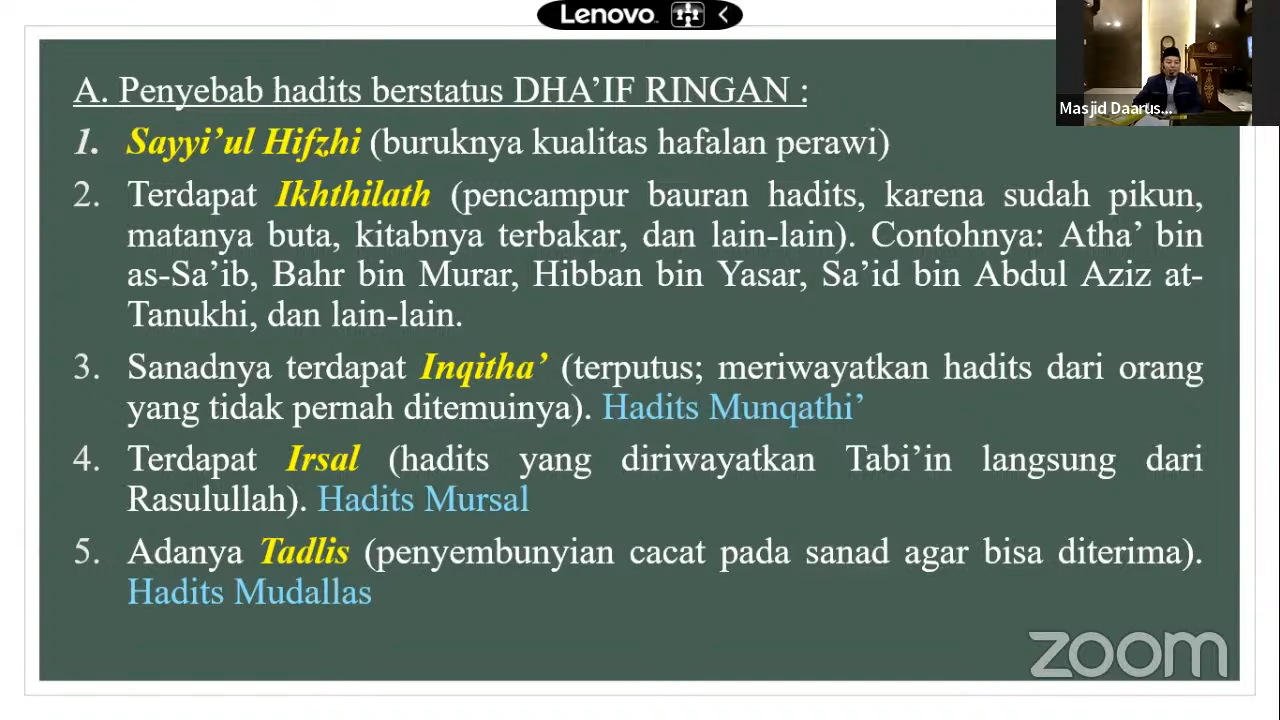 Lenovo
A. Penyebab hadits berstatus DHA’IF RINGAN :
1. Sayyi’ul Hifzhi (buruknya kualitas hafalan perawi)
2. Terdapat Ikhthilath (pencampur bauran hadits, karena sudah pikun,
matanya buta, kitabnya terbakar, dan lain-lain). Contohnya: Atha’ bin
as-Sa’ib, Bahr bin Murar, Hibban bin Yasar, Sa’id bin Abdul Aziz at-
Tanukhi, dan lain-lain.
3. Sanadnya terdapat Inqitha’ (terputus; meriwayatkan hadits dari orang
yang tidak pernah ditemuinya). Hadits Munqathi’
4. Terdapat Irsal (hadits yang diriwayatkan Tabi’in langsung dari
Rasulullah). Hadits Mursal
5. Adanya Tadlis (penyembunyian cacat pada sanad agar bisa diterima).
Hadits Mudallas
Masjid Daarus...
zoom